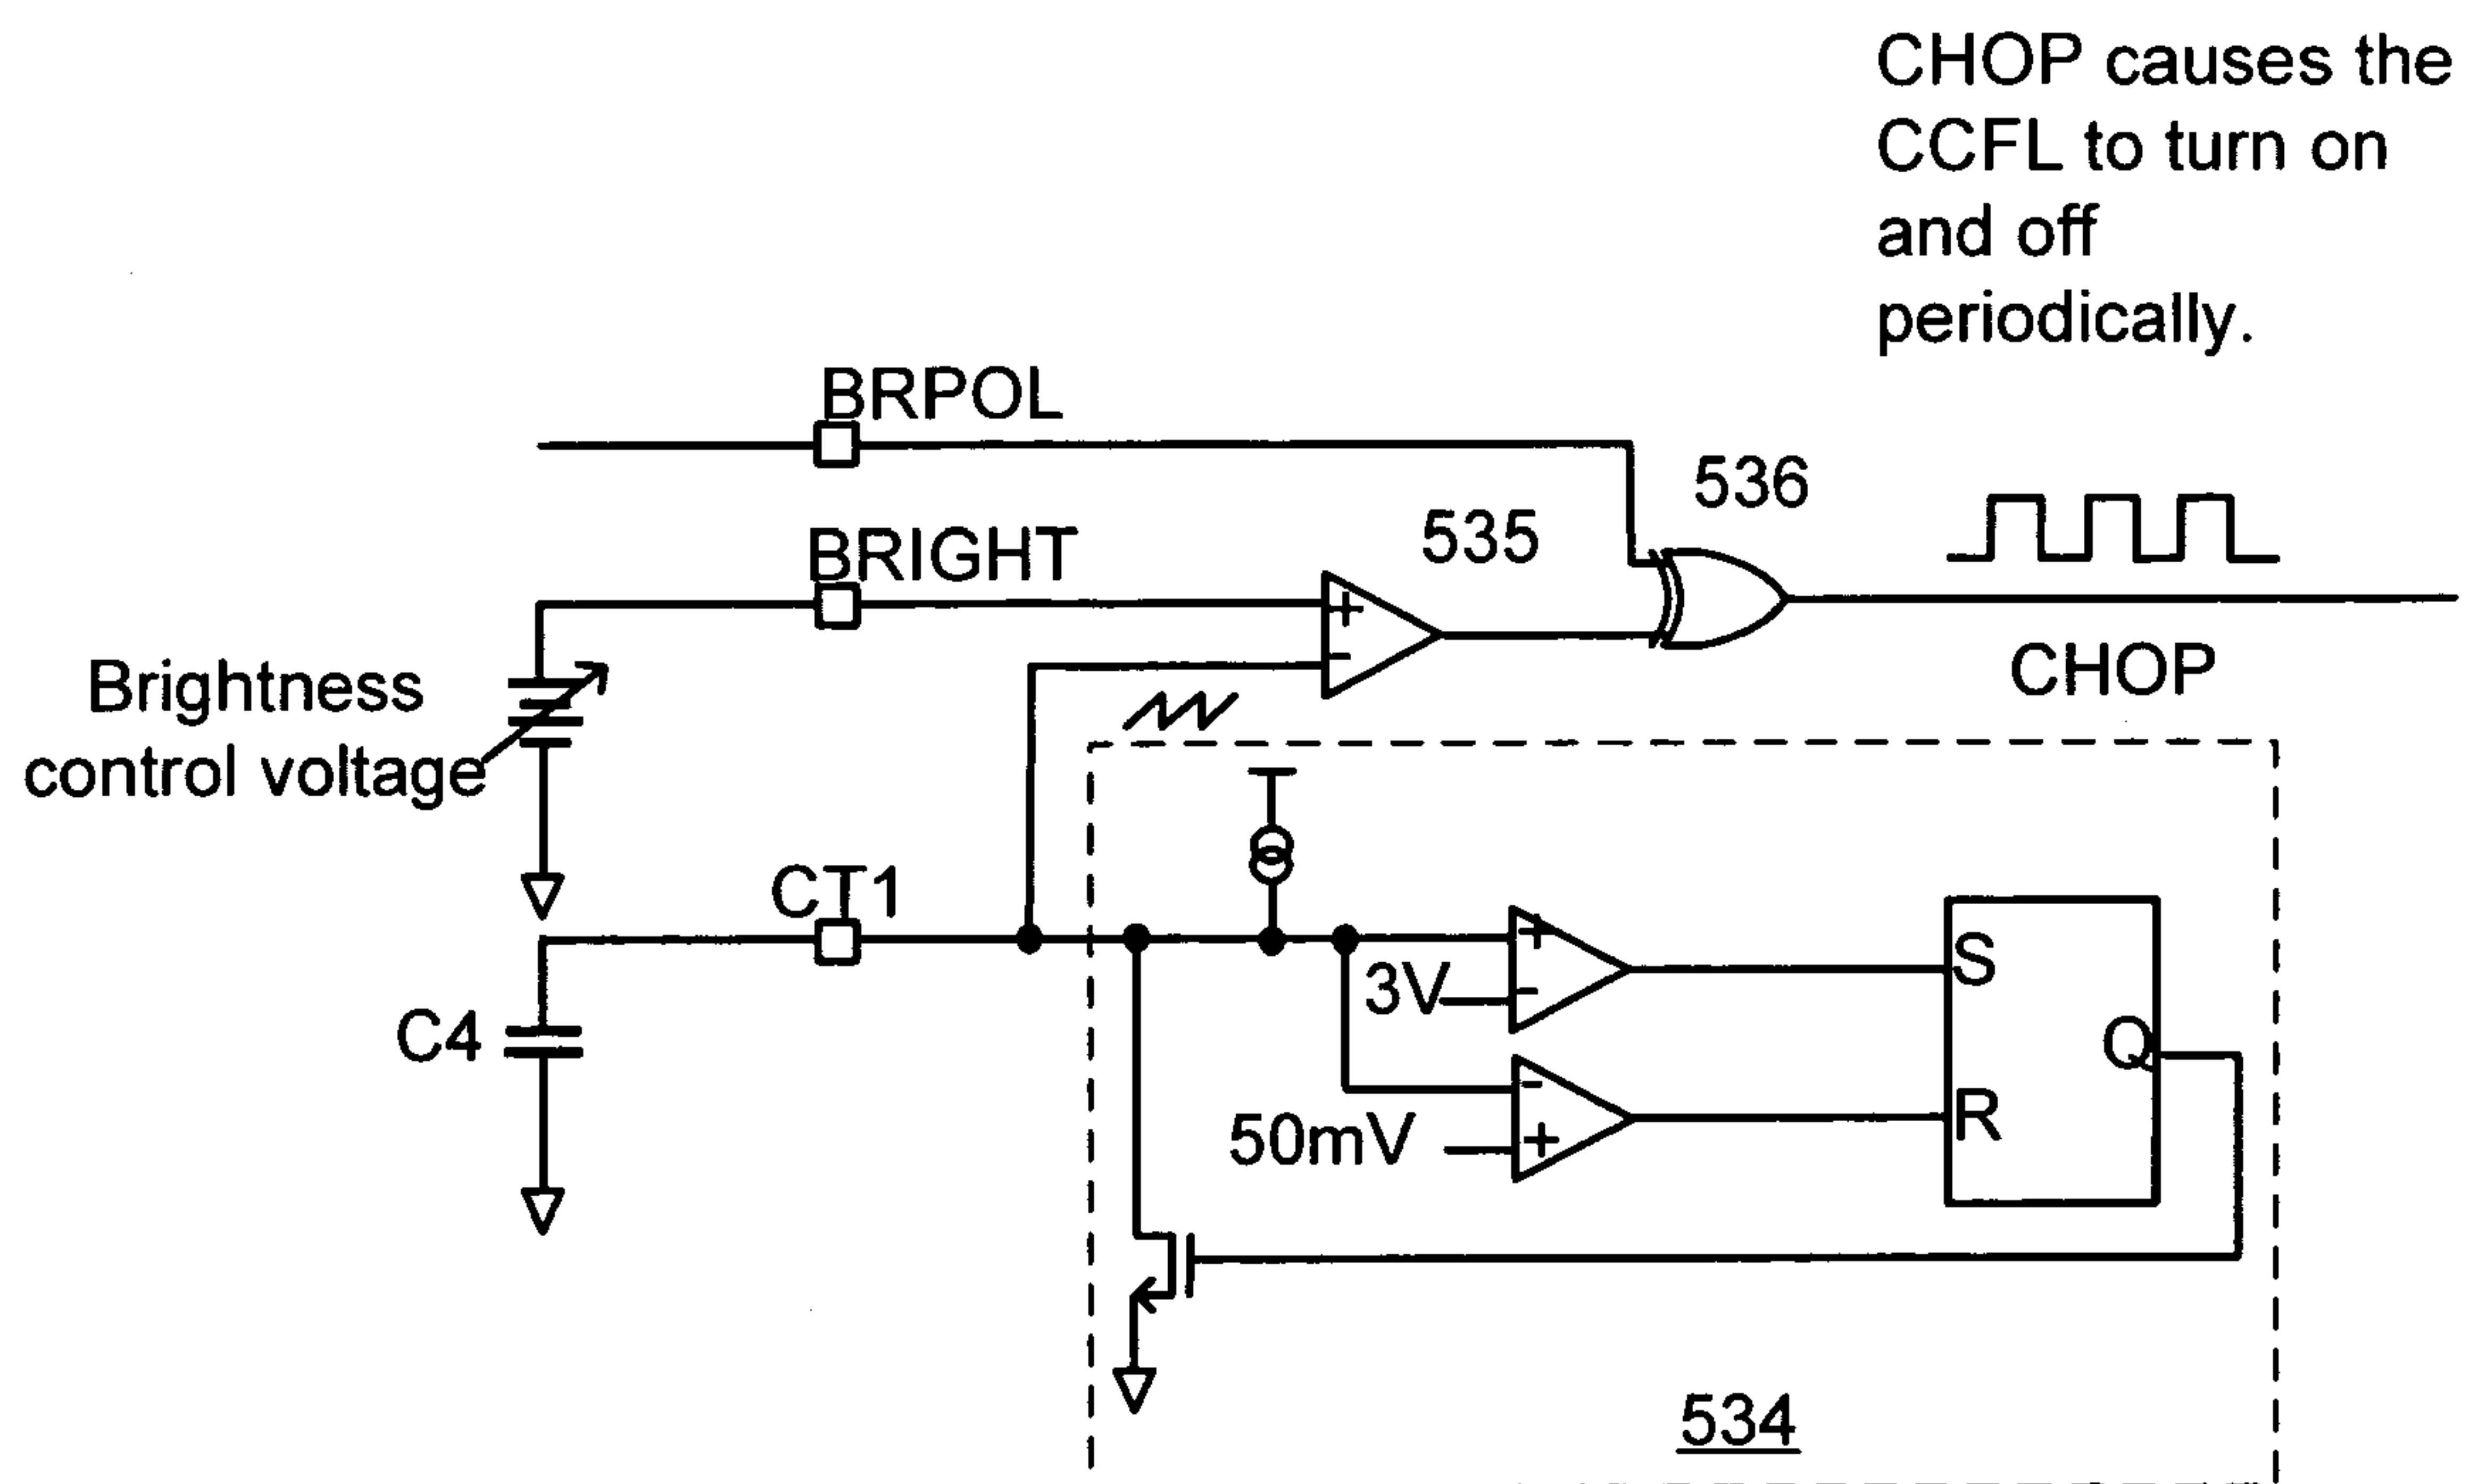 CHOP causes the
CCFL to turn on
and off
periodically.
BRPOL
536
535
BRIGHT
+
-
CHOP
Brightness
control voltage
CT1
+
S
3V
-
C4
Q
-
R
50mV
+
534